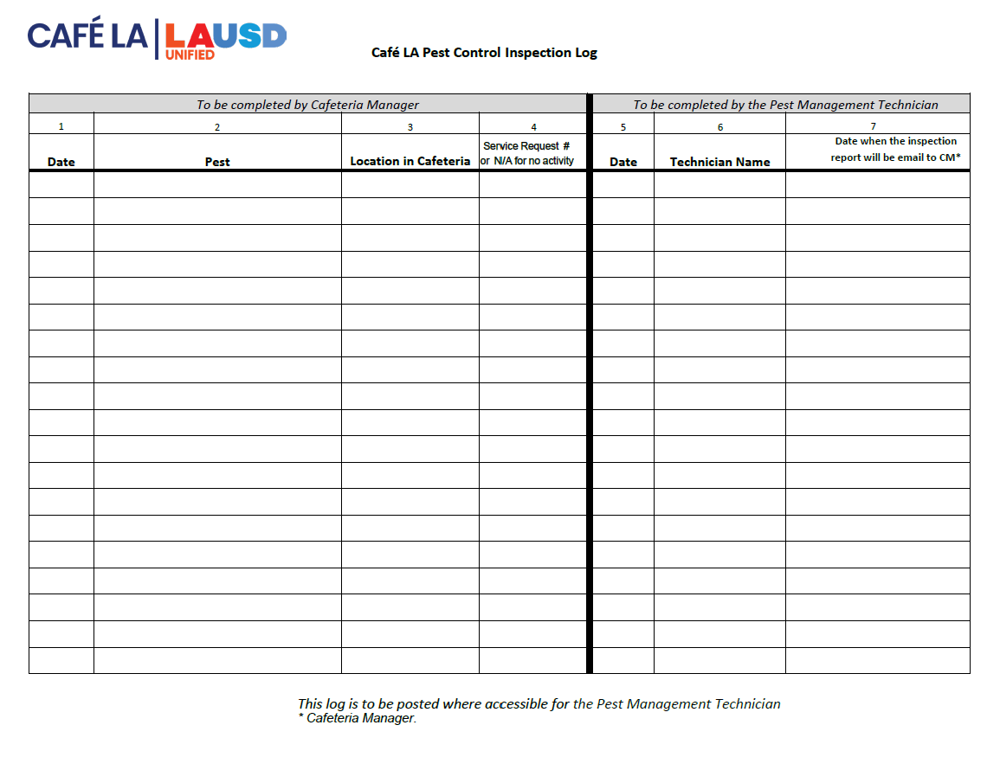 CAFÉ LA LAUSD
UNIFIED
Café LA Pest Control Inspection Log
To be completed by Cafeteria Manager To be completed by the Pest Management Technician
1 2 3 4 5 6 7
Date Pest Location in Cafeteria Service Request # or N/A for no activity Date Technician Name Date when the inspection report will be email to CM*
This log is to be posted where accessible for the Pest Management Technician
* Cafeteria Manager.